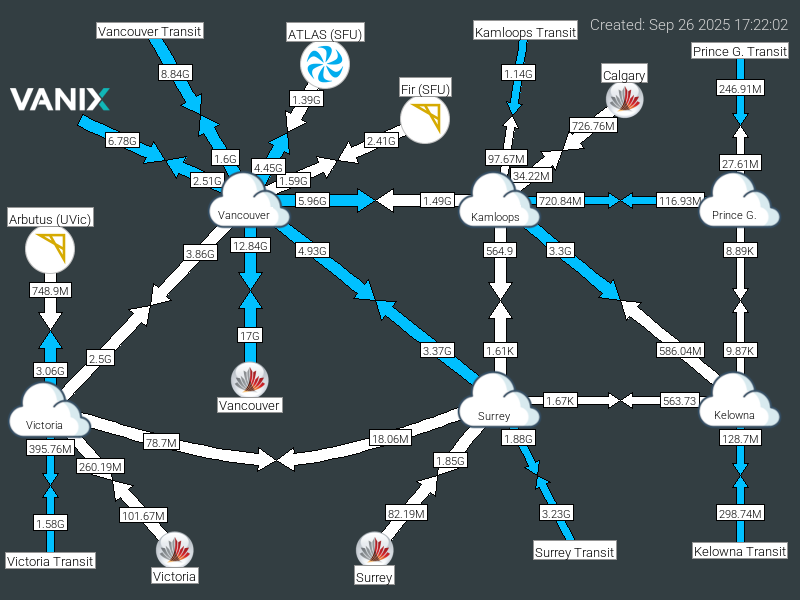 Created: Sep 26 2025 17:22:02
Vancouver Transit
ATLAS (SFU)
Kamloops Transit
Prince G. Transit
8.84G
1.14G
Calgary
VANIX
1.39G
Fir (SFU)
246.91M
6.78G
2.41G
726.76M
1.6G
97.67M
27.61M
2.51G
4.45G
1.59G
34.22M
5.96G
1.49G
720.84M
116.93M
Arbutus (UVic)
Vancouver
Kamloops
Prince G.
3.86G
12.84G
4.93G
564.9
3.3G
8.89K
748.9M
17G
3.06G
2.5G
3.37G
1.61K
586.04M
9.87K
Vancouver
1.67K
563.73
Victoria
Surrey
Kelowna
395.76M
78.7M
18.06M
1.88G
128.7M
260.19M
1.85G
1.58G
101.67M
82.19M
3.23G
298.74M
Victoria Transit
Victoria
Surrey
Surrey Transit
Kelowna Transit